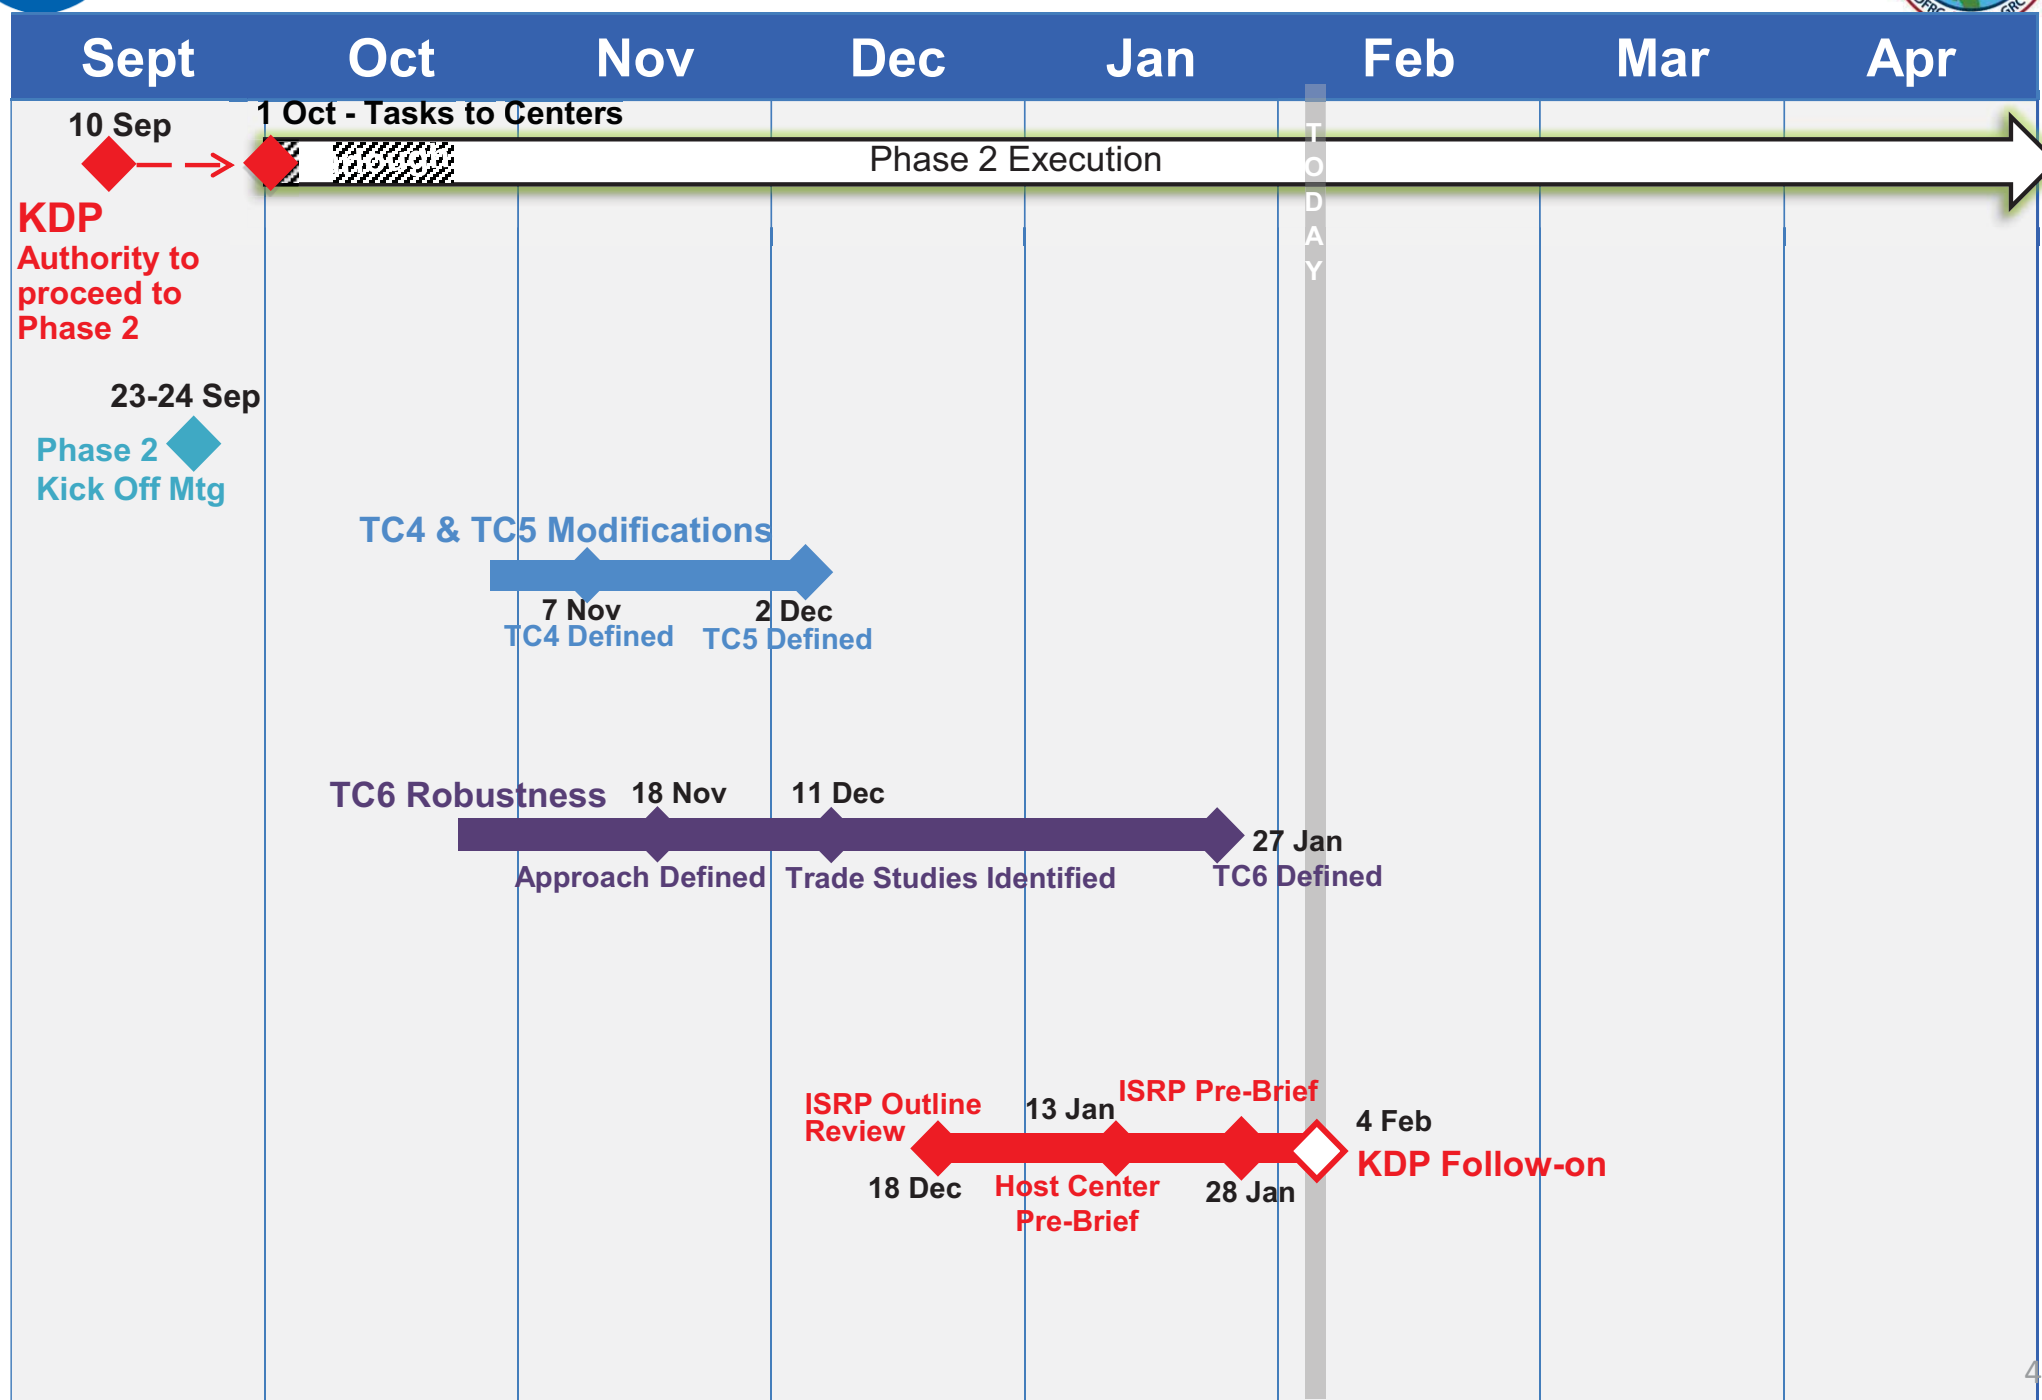 Sept Oct Nov Dec Jan Feb Mar Apr
10 Sep
1 Oct - Tasks to Centers
Phase 2 Execution
TODAY
KDP
Authority to
proceed to
Phase 2
23-24 Sep
Phase 2
Kick Off Mtg
TC4 & TC5 Modifications
7 Nov
TC4 Defined
2 Dec
TC5 Defined
TC6 Robustness
18 Nov
11 Dec
27 Jan
Approach Defined
Trade Studies Identified
TC6 Defined
ISRP Outline
Review
13 Jan
ISRP Pre-Brief
4 Feb
KDP Follow-on
18 Dec
Host Center
Pre-Brief
28 Jan
4